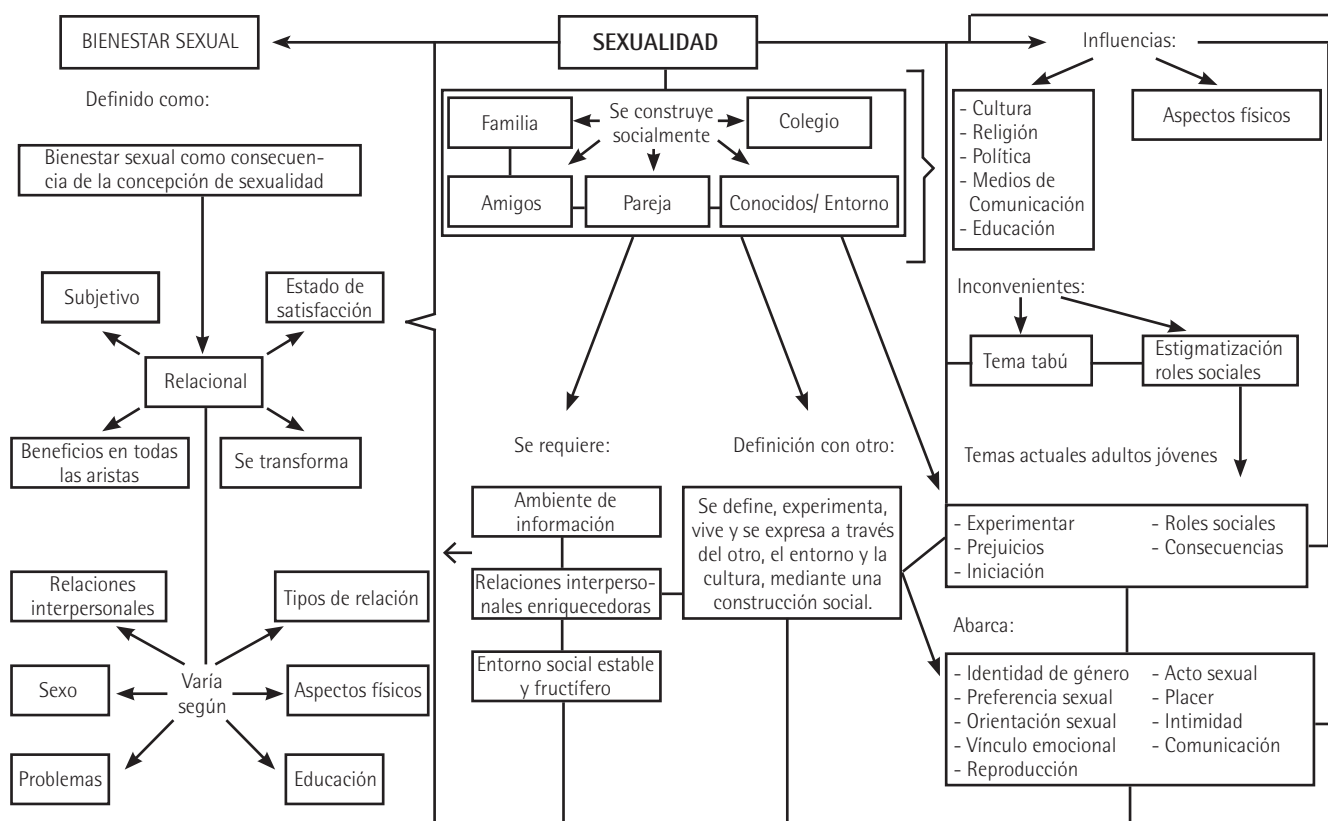 BIENESTAR SEXUAL
SEXUALIDAD
Influencias:
Definido como:
Bienestar sexual como consecuen-
cia de la concepción de sexualidad
Subjetivo
Estado de
satisfacción
Relacional
Beneficios en todas
las aristas
Se transforma
Relaciones
interpersonales
Tipos de relación
Sexo
Varía
según
Aspectos físicos
Problemas
Educación
Familia
Se construye
socialmente
Colegio
Amigos
Pareja
Conocidos/ Entorno
Se requiere:
Ambiente de
información
Relaciones interperso-
nales enriquecedoras
Entorno social estable
y fructífero
Definición con otro:
Se define, experimenta,
vive y se expresa a través
del otro, el entorno y la
cultura, mediante una
construcción social.
- Cultura
- Religión
- Política
- Medios de
Comunicación
- Educación
Aspectos físicos
Inconvenientes:
Tema tabú
Estigmatización
roles sociales
Temas actuales adultos jóvenes
- Experimentar
- Prejuicios
- Iniciación
- Roles sociales
- Consecuencias
Abarca:
- Identidad de género
- Preferencia sexual
- Orientación sexual
- Vínculo emocional
- Reproducción
- Acto sexual
- Placer
- Intimidad
- Comunicación